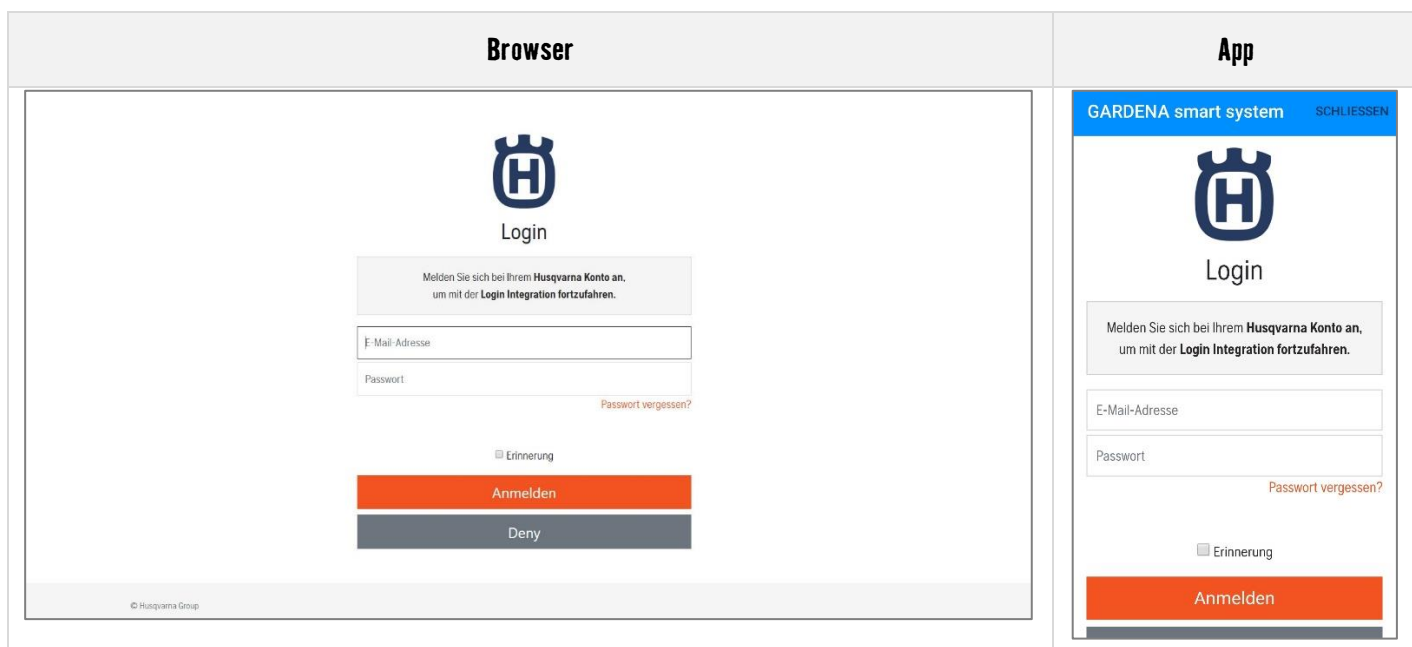 Browser
App
H
Login
Melden Sie sich bei Ihrem Husqvarna Konto an,
um mit der Login Integration fortzufahren.
E-Mail-Adresse
Passwort
Passwort vergessen?
Erinnerung
Anmelden
Deny
© Husqvarna Group
GARDENA smart system
SCHLIESSEN
H
Login
Melden Sie sich bei Ihrem Husqvarna Konto an,
um mit der Login Integration fortzufahren.
E-Mail-Adresse
Passwort
Passwort vergessen?
Erinnerung
Anmelden